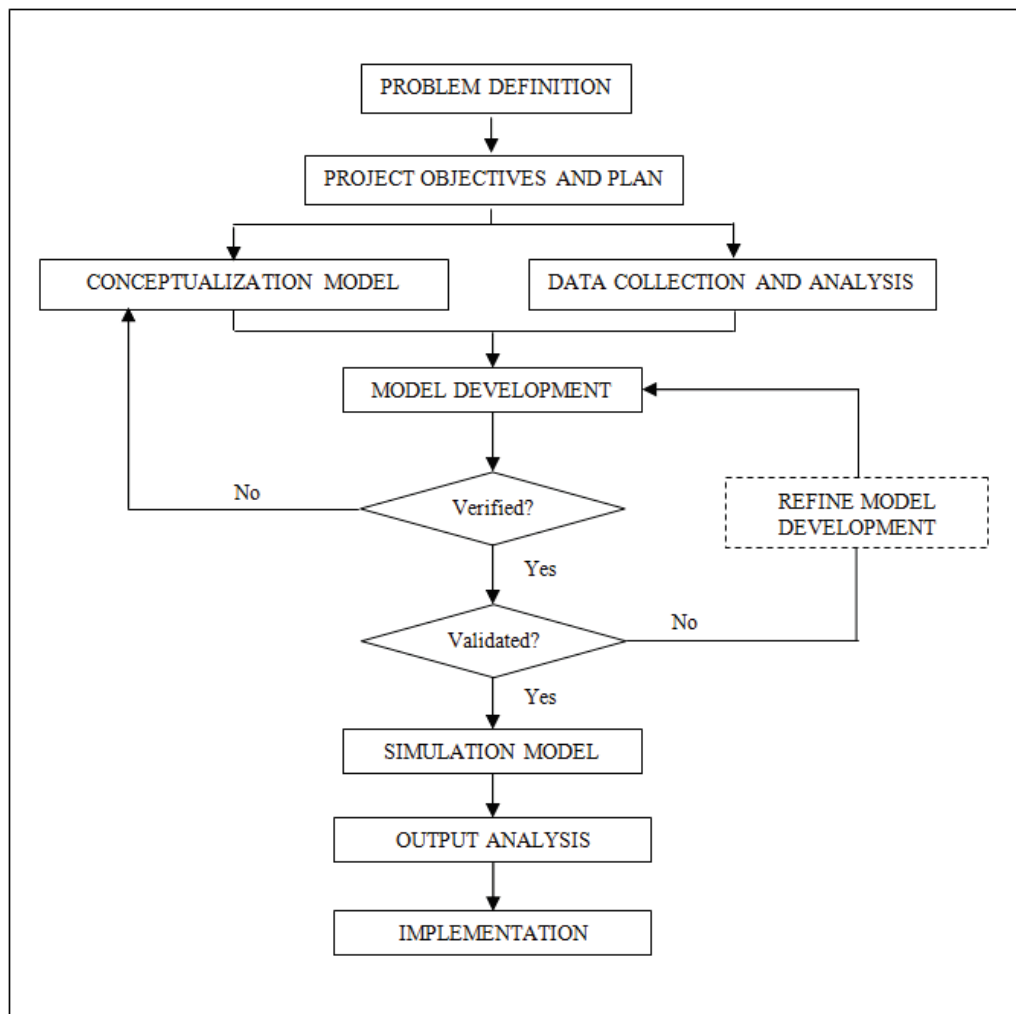 PROBLEM DEFINITION
PROJECT OBJECTIVES AND PLAN
CONCEPTUALIZATION MODEL
DATA COLLECTION AND ANALYSIS
MODEL DEVELOPMENT
No
Verified?
REFINE MODEL
DEVELOPMENT
Yes
Validated?
No
Yes
SIMULATION MODEL
OUTPUT ANALYSIS
IMPLEMENTATION